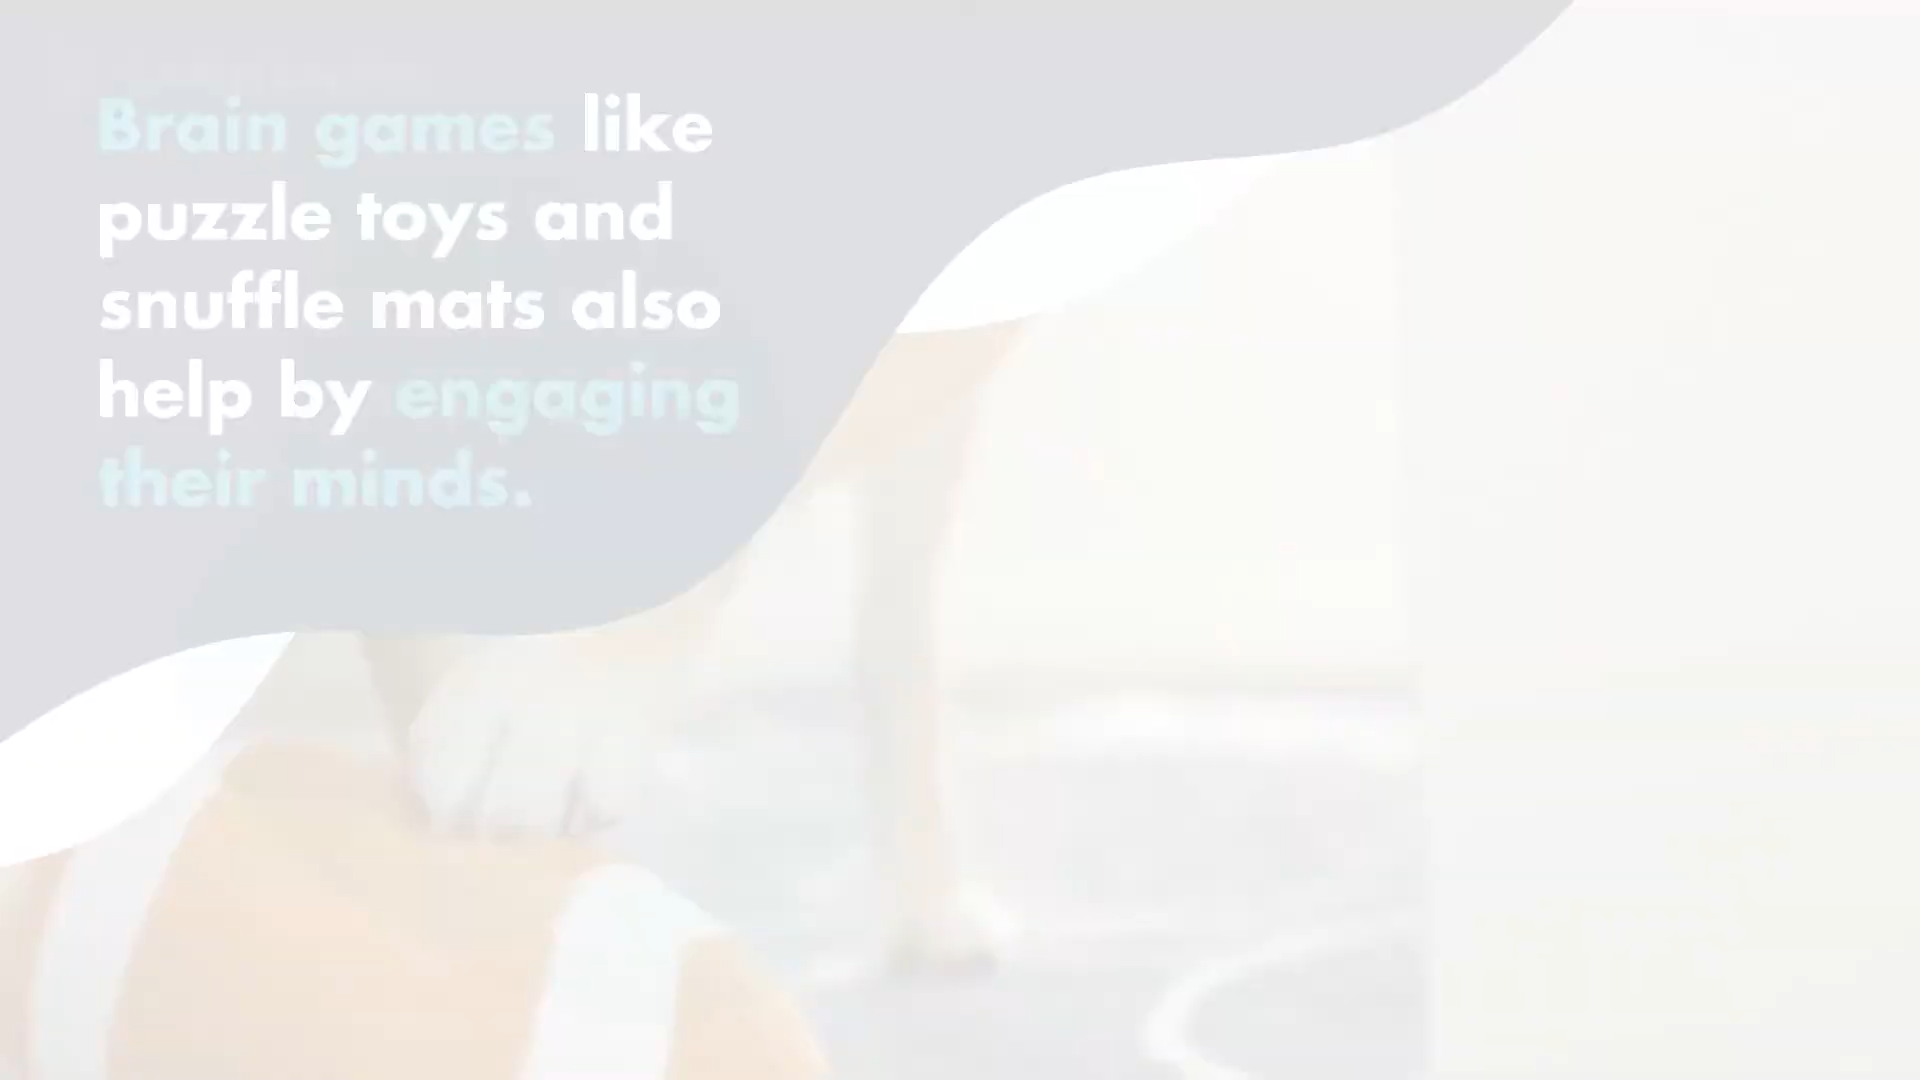 Brain games like
puzzle toys and
snuffle mats also
help by engaging
their minds.